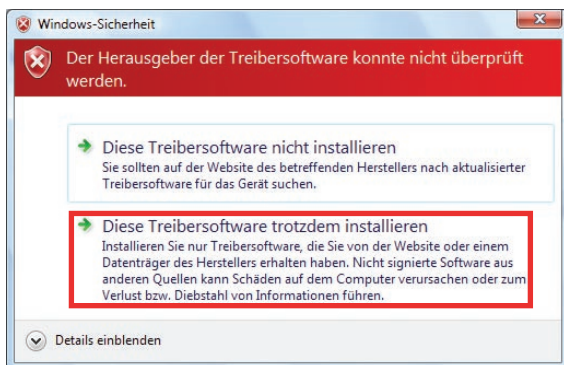 Windows-Sicherheit
Der Herausgeber der Treibersoftware konnte nicht überprüft
werden.
Diese Treibersoftware nicht installieren
Sie sollten auf der Website des betreffenden Herstellers nach aktualisierter
Treibersoftware für das Gerät suchen.
Diese Treibersoftware trotzdem installieren
Installieren Sie nur Treibersoftware, die Sie von der Website oder einem
Datenträger des Herstellers erhalten haben. Nicht signierte Software aus
anderen Quellen kann Schäden auf dem Computer verursachen oder zum
Verlust bzw. Diebstahl von Informationen führen.
Details einblenden